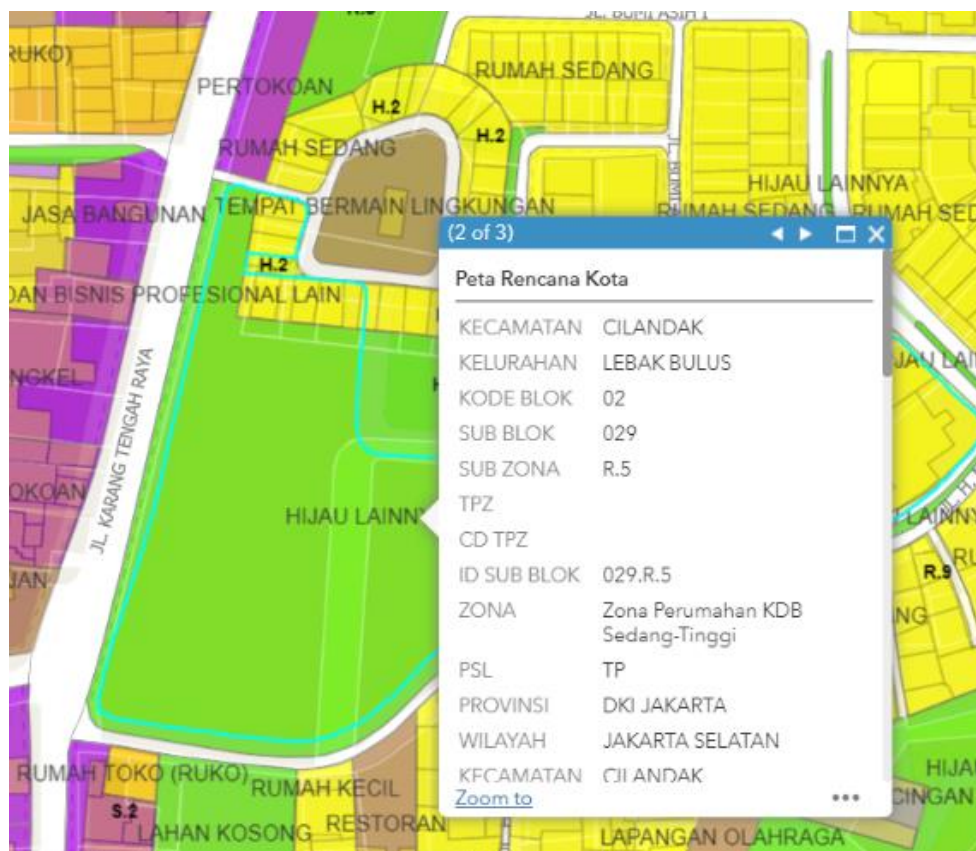 JL. BUMI ASIH I
RUKO)
PERTOKOAN
RUMAH SEDANG
H.2
H.2
RUMAH SEDANG
HIJAU LAINNYA
JASA BANGUNAN
TEMPAT BERMAIN LINGKUNGAN
RUMAH SEDANG
H.2
DAN BISNIS PROFESIONAL LAIN
JL. KARANG TENGAH RAYA
HIJAU
(2 of 3)
Peta Rencana Kota
KECAMATAN CILANDAK
KELURAHAN LEBAK BULUS
KODE BLOK 02
SUB BLOK 029
SUB ZONA R.5
TPZ
CD TPZ
ID SUB BLOK 029.R.5
ZONA Zona Perumahan KDB
Sedang-Tinggi
PSL TP
PROVINSI DKI JAKARTA
WILAYAH JAKARTA SELATAN
KECAMATAN CILANDAK
Zoom to
R.9
RUMAH TOKO (RUKO)
RUMAH KECIL
S.2
LAHAN KOSONG
RESTORAN
LAPANGAN OLAHRAGA